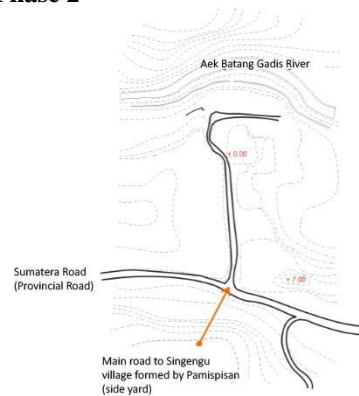 Phase 2
Aek Batang Gadis River
± 0.00
Sumatera Road
(Provincial Road)
± 7.00
Main road to Singengu
village formed by Pamispisan
(side yard)